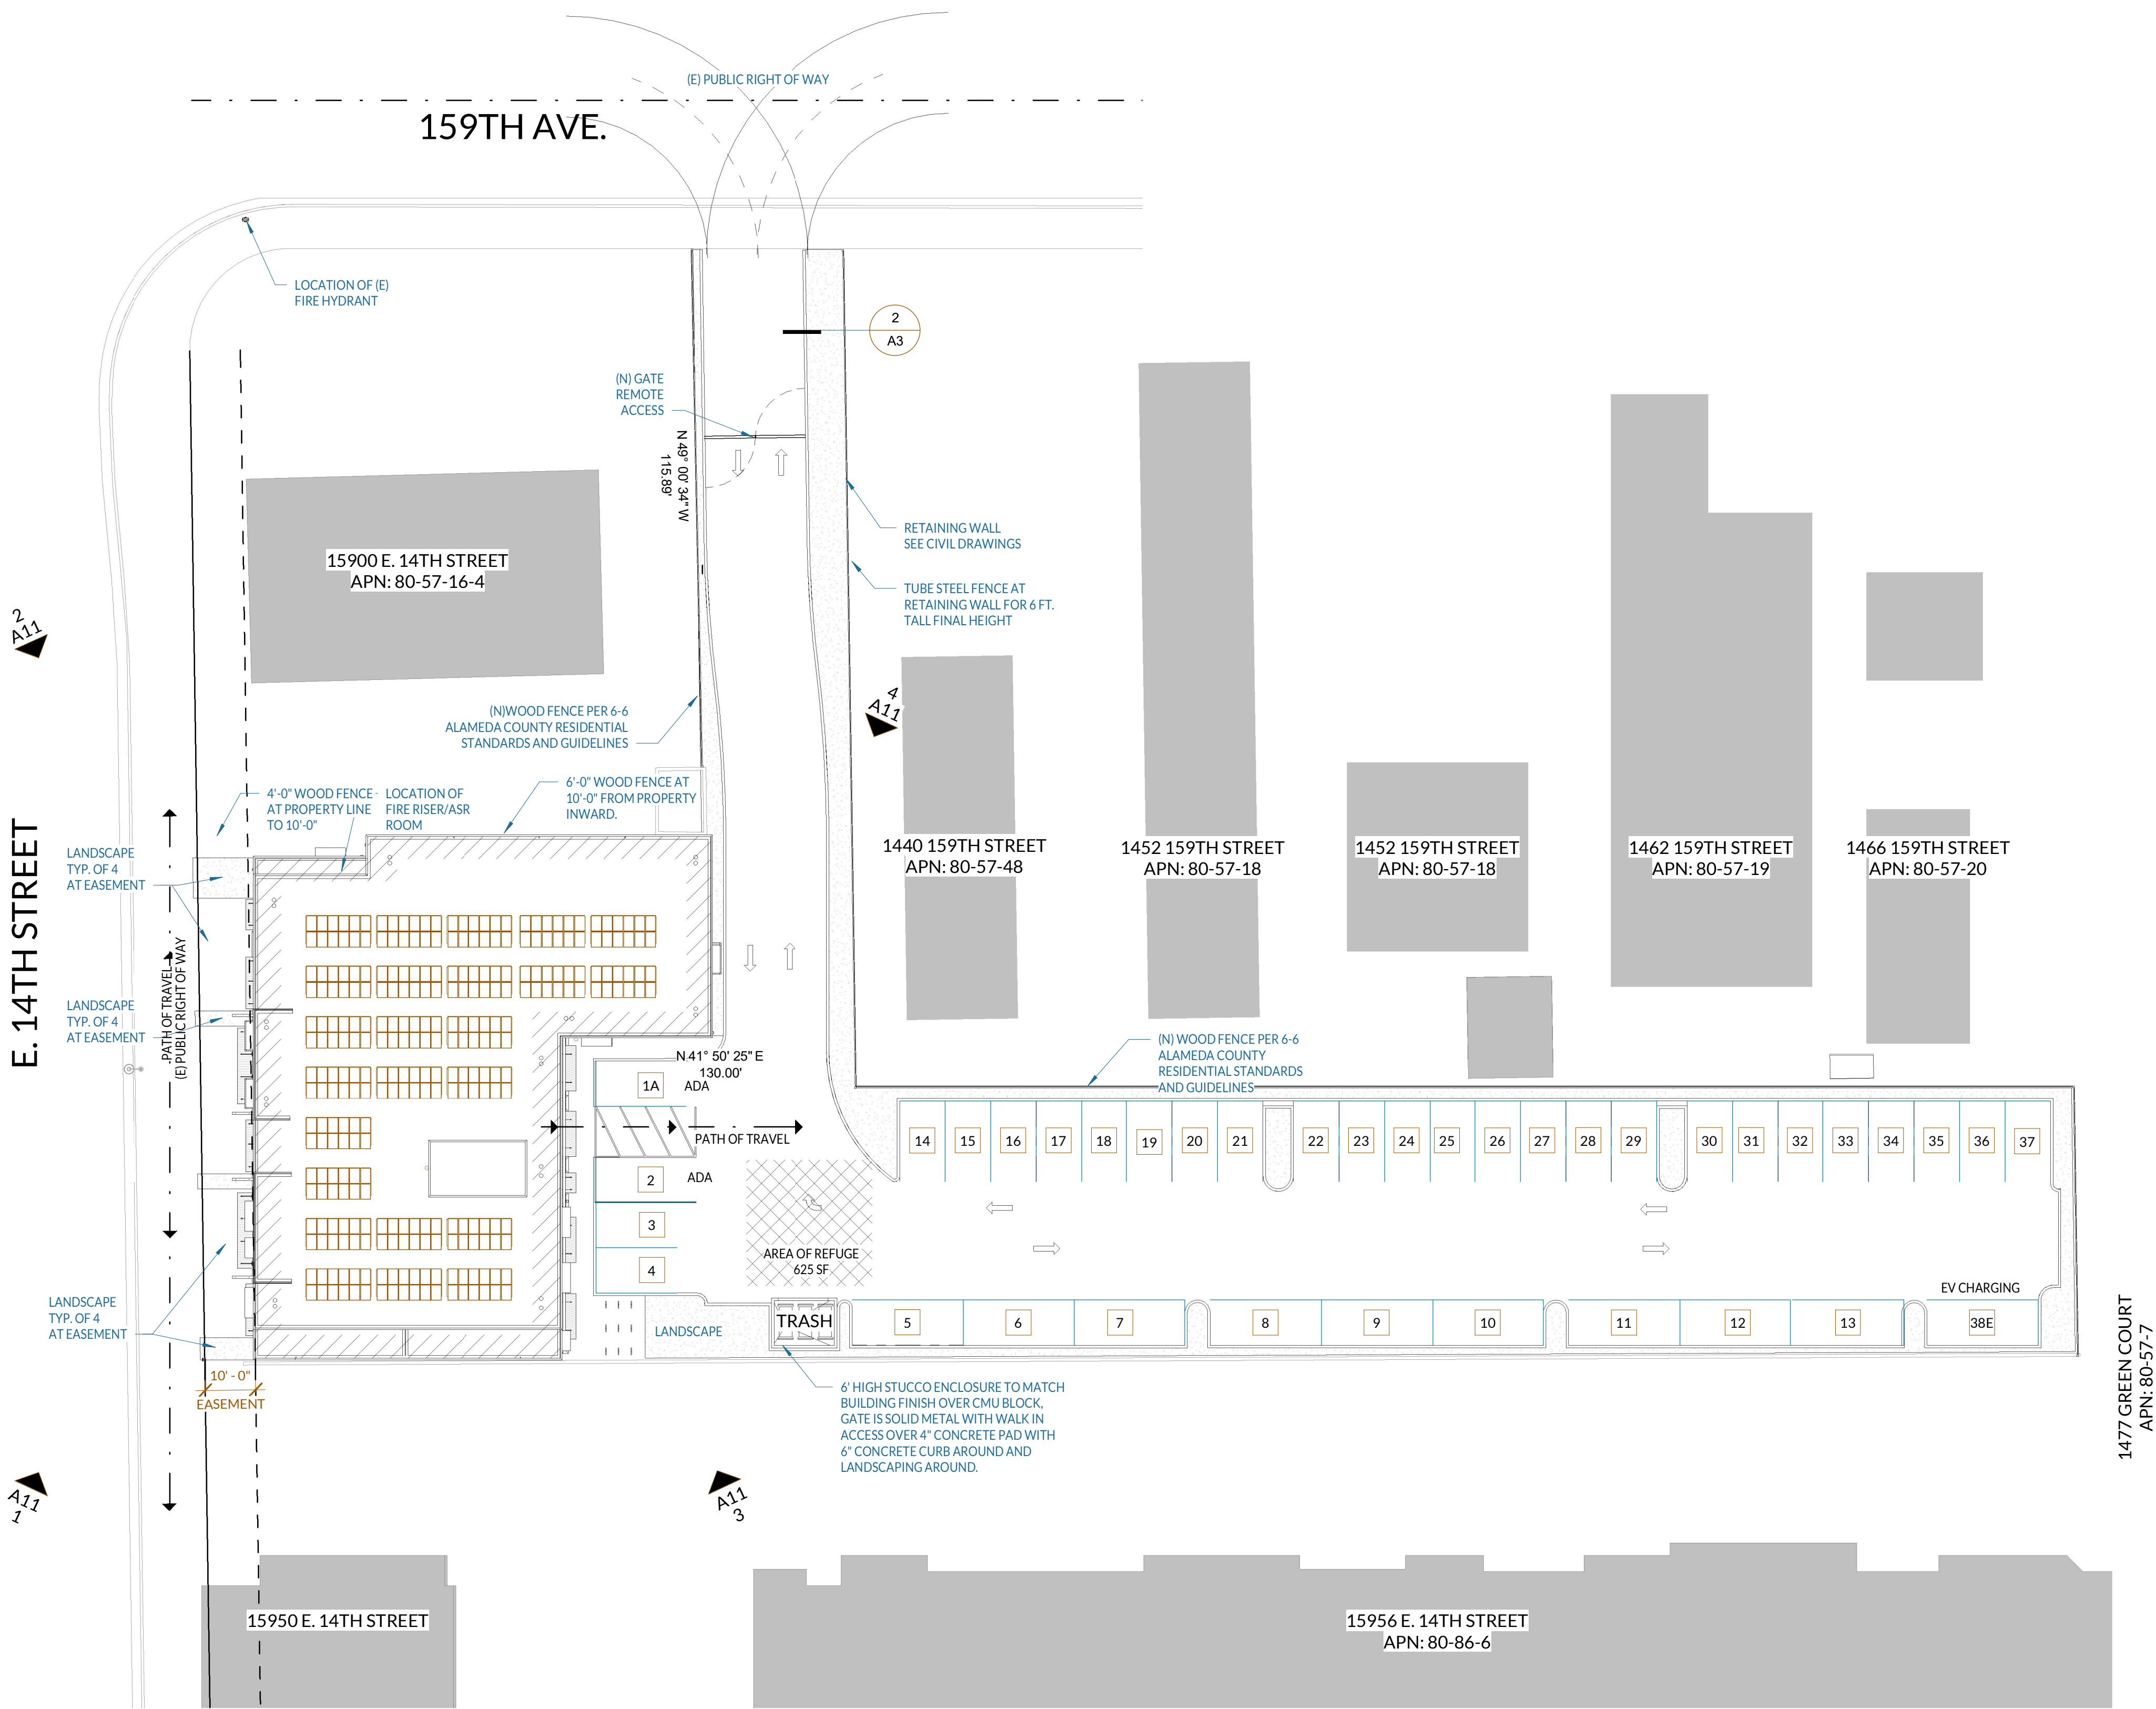 (E) PUBLIC RIGHT OF WAY
159TH AVE.
LOCATION OF (E)
FIRE HYDRANT
2
A3
(N) GATE
REMOTE
ACCESS
N 49° 00' 34" W
115.89'
RETAINING WALL
SEE CIVIL DRAWINGS
15900 E. 14TH STREET
APN: 80-57-16-4
TUBE STEEL FENCE AT
RETAINING WALL FOR 6 FT.
TALL FINAL HEIGHT
2
A11
4
A11
(N)WOOD FENCE PER 6-6
ALAMEDA COUNTY RESIDENTIAL
STANDARDS AND GUIDELINES
4'-0" WOOD FENCE
AT PROPERTY LINE
TO 10'-0"
LOCATION OF
FIRE RISER/ASR
ROOM
6'-0" WOOD FENCE AT
10'-0" FROM PROPERTY
INWARD.
E. 14TH STREET
LANDSCAPE
TYP. OF 4
AT EASEMENT
1440 159TH STREET
APN: 80-57-48
1452 159TH STREET
APN: 80-57-18
1452 159TH STREET
APN: 80-57-18
1462 159TH STREET
APN: 80-57-19
1466 159TH STREET
APN: 80-57-20
PATH OF TRAVEL
(E) PUBLIC RIGHT OF WAY
LANDSCAPE
TYP. OF 4
AT EASEMENT
(N) WOOD FENCE PER 6-6
ALAMEDA COUNTY
RESIDENTIAL STANDARDS
AND GUIDELINES
N 41° 50' 25" E
130.00'
1A
ADA
PATH OF TRAVEL
14
15
16
17
18
19
20
21
22
23
24
25
26
27
28
29
30
31
32
33
34
35
36
37
2
ADA
3
4
AREA OF REFUGE
625 SF
EV CHARGING
LANDSCAPE
TYP. OF 4
AT EASEMENT
LANDSCAPE
TRASH
5
6
7
8
9
10
11
12
13
38E
10' - 0"
EASEMENT
6' HIGH STUCCO ENCLOSURE TO MATCH
BUILDING FINISH OVER CMU BLOCK,
GATE IS SOLID METAL WITH WALK IN
ACCESS OVER 4" CONCRETE PAD WITH
6" CONCRETE CURB AROUND AND
LANDSCAPING AROUND.
1477 GREEN COURT
APN: 80-57-7
A11
1
A11
3
15950 E. 14TH STREET
15956 E. 14TH STREET
APN: 80-86-6